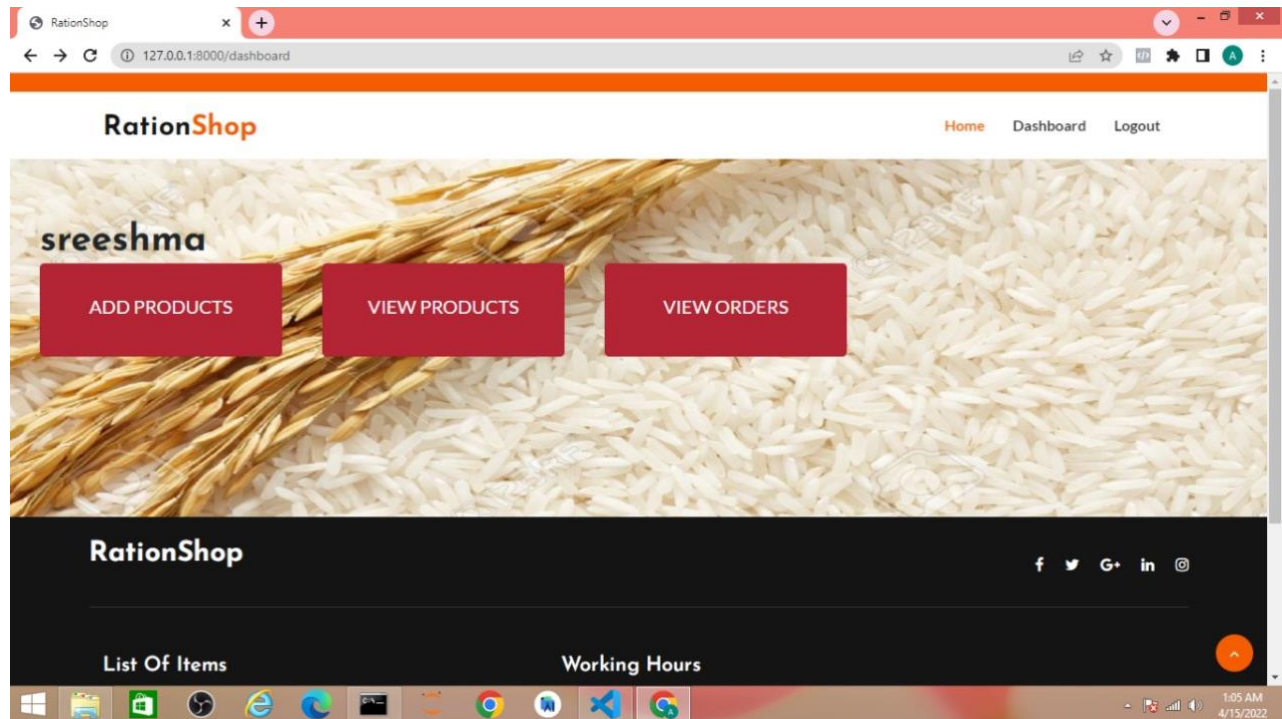 RationShop
127.0.0.1:8000/dashboard
A
RationShop
Home Dashboard Logout
sreeshma
ADD PRODUCTS VIEW PRODUCTS VIEW ORDERS
RationShop
f G+ in
List Of Items Working Hours
1:05 AM
4/15/2022